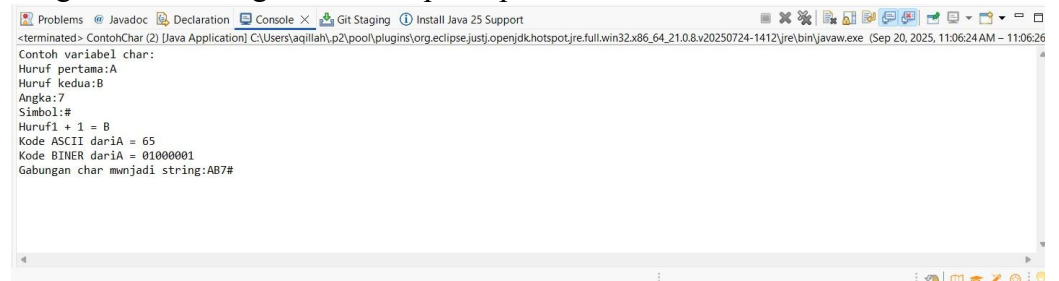 Problems @ Javadoc Declaration Console × Git Staging Install Java 25 Support
<terminated> ContohChar (2) [Java Application] C:\Users\aqillah\.p2\pool\plugins\org.eclipse.justj.openjdk.hotspot.jre.full.win32.x86_64_21.0.8.v20250724-1412\jre\bin\javaw.exe (Sep 20, 2025, 11:06:24 AM – 11:06:26
Contoh variabel char:
Huruf pertama:A
Huruf kedua:B
Angka:7
Simbol:#
Huruf1 + 1 = B
Kode ASCII dariA = 65
Kode BINER dariA = 01000001
Gabungan char mwnjadi string:AB7#